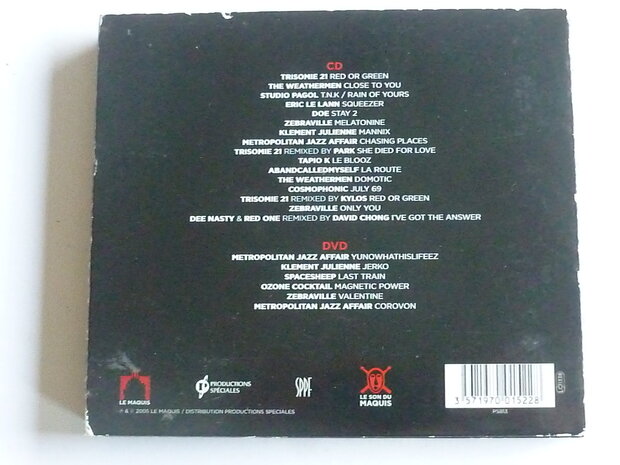 CD
TRISOMIE 21 RED OR GREEN
THE WEATHERMEN CLOSE TO YOU
STUDIO PAGOL T.N.K / RAIN OF YOURS
ERIC LE LANN SQUEEZER
DOE STAY 2
ZEBRAVILLE MELATONINE
KLEMENT JULIENNE MANNIX
METROPOLITAN JAZZ AFFAIR CHASING PLACES
TRISOMIE 21 REMIXED BY PARK SHE DIED FOR LOVE
TAPIO K LE BLOOZ
ABANDCALLEDMYSELF LA ROUTE
THE WEATHERMEN DOMOTIC
COSMOPHONIC JULY 69
TRISOMIE 21 REMIXED BY KYLOS RED OR GREEN
ZEBRAVILLE ONLY YOU
DEE NASTY & RED ONE REMIXED BY DAVID CHONG I'VE GOT THE ANSWER
DVD
METROPOLITAN JAZZ AFFAIR YUNOWHATHISLIFEEZ
KLEMENT JULIENNE JERKO
SPACESHEEP LAST TRAIN
OZONE COCKTAIL MAGNETIC POWER
ZEBRAVILLE VALENTINE
METROPOLITAN JAZZ AFFAIR COROVON
LE MAQUIS
PRODUCTIONS
SPÉCIALES
SPPF
LE SON DU
MAQUIS
3 571970 015228
℗ & © 2005 LE MAQUIS / DISTRIBUTION PRODUCTIONS SPECIALES